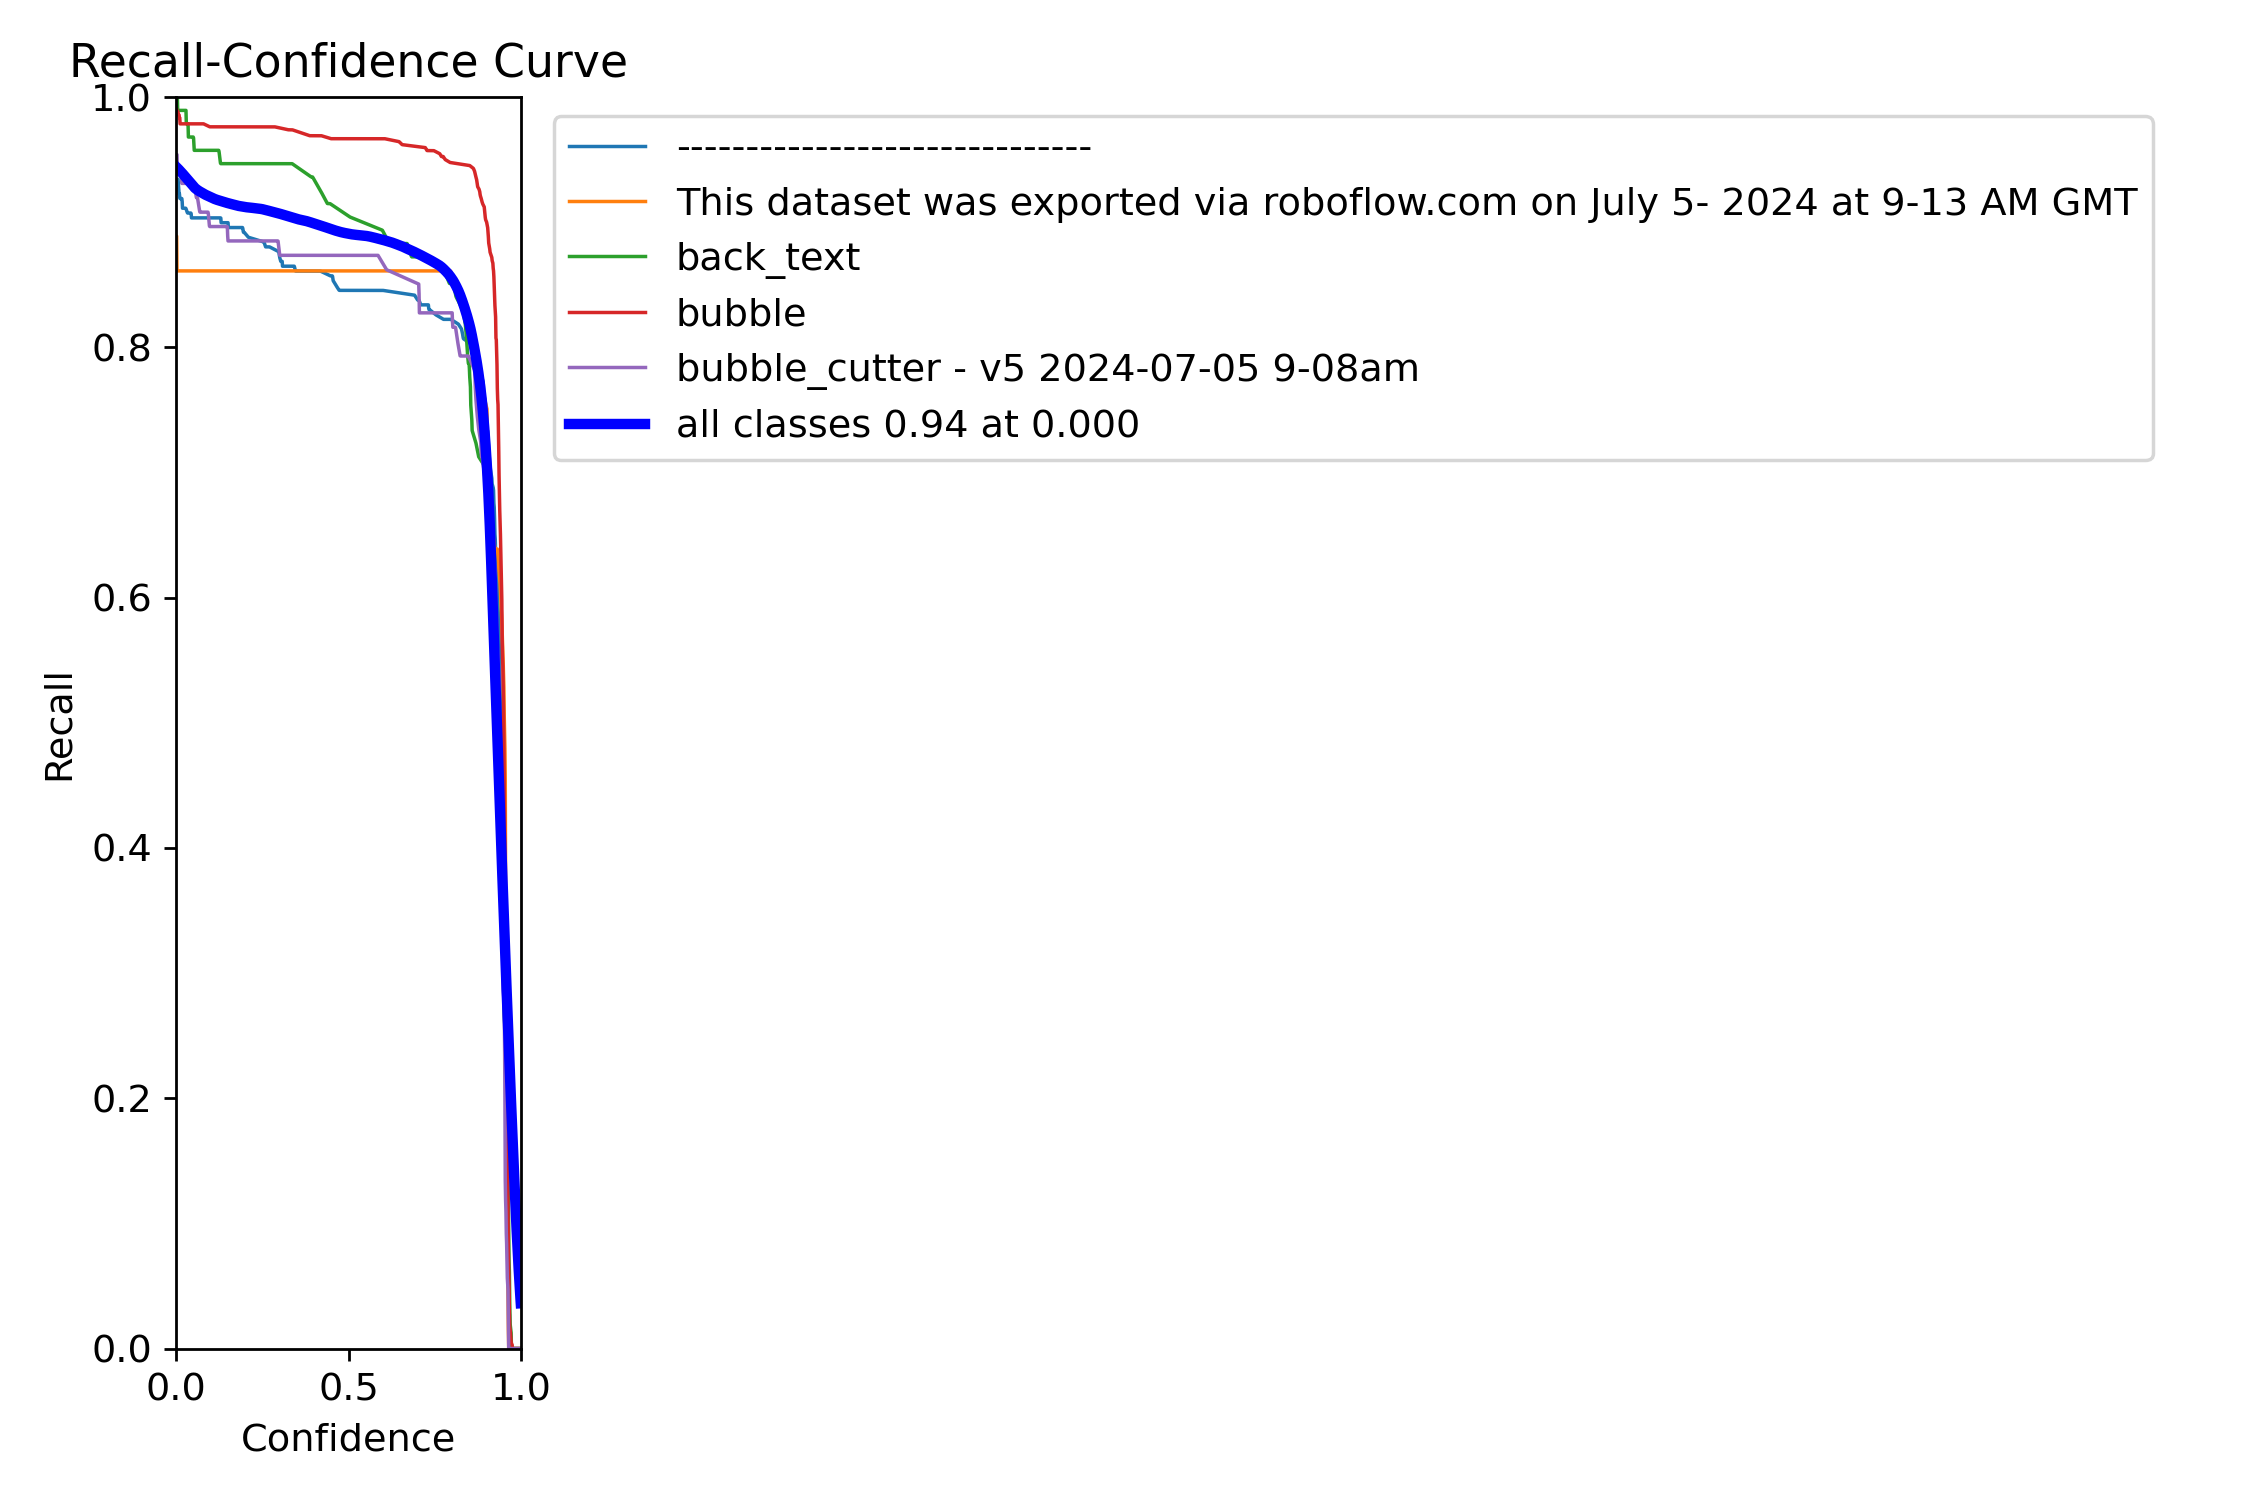 Recall-Confidence Curve
1.0
0.8
0.6
0.4
0.2
0.0
Recall
0.0 0.5 1.0
Confidence
------------------------------
This dataset was exported via roboflow.com on July 5- 2024 at 9-13 AM GMT
back_text
bubble
bubble_cutter - v5 2024-07-05 9-08am
all classes 0.94 at 0.000